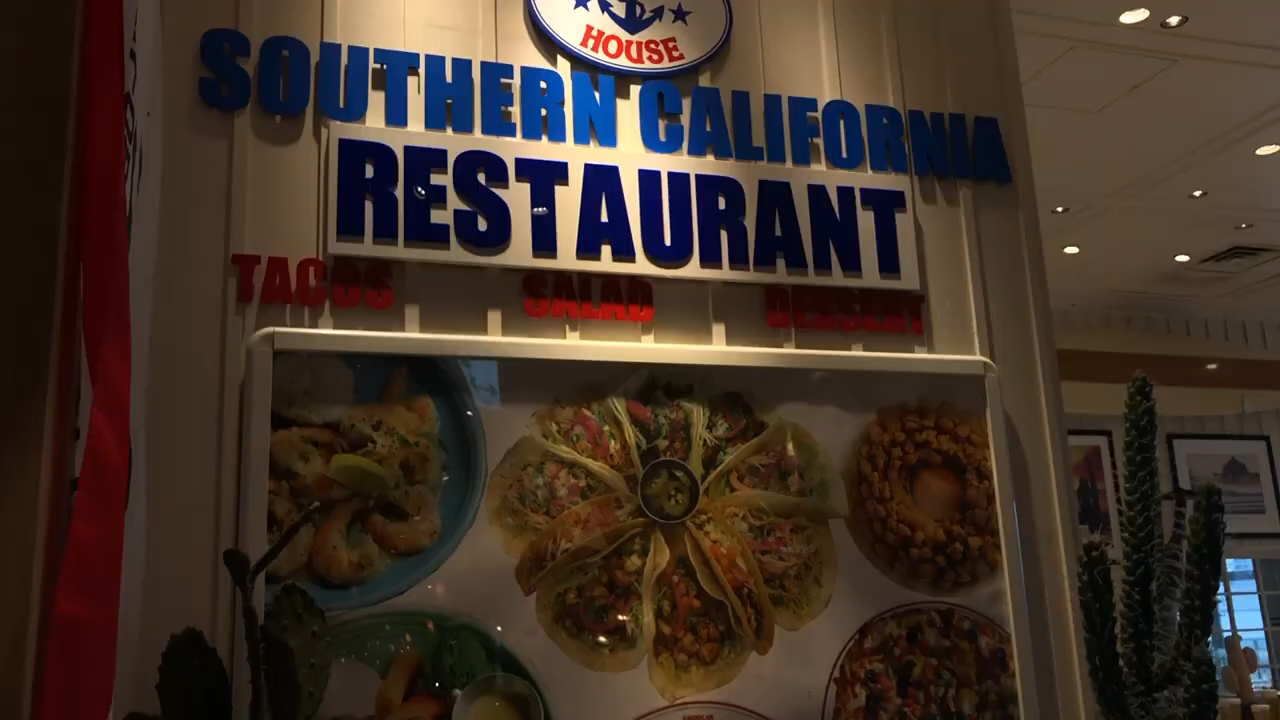 HOUSE
SOUTHERN CALIFORNIA
RESTAURANT
TACOS SALAD DESSERT